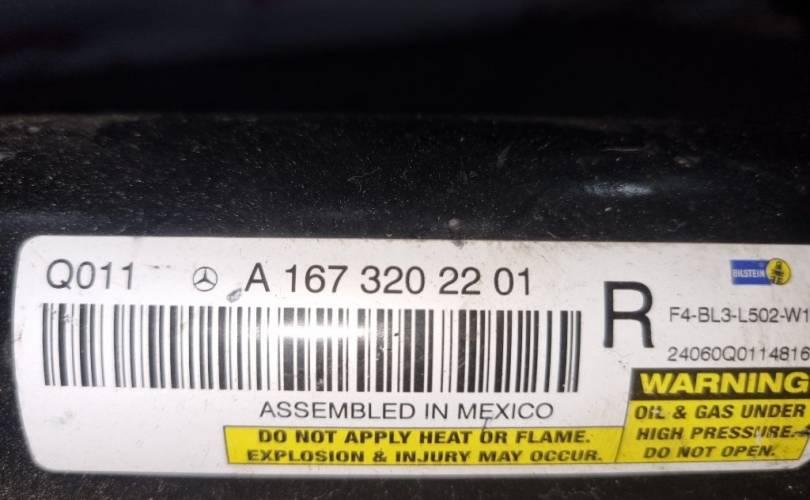 Q011 A 167 320 22 01
R
BILSTEIN
F4-BL3-L502-W1
24060Q0114816
ASSEMBLED IN MEXICO
DO NOT APPLY HEAT OR FLAME.
EXPLOSION & INJURY MAY OCCUR.
WARNING
OIL & GAS UNDER
HIGH PRESSURE.
DO NOT OPEN.